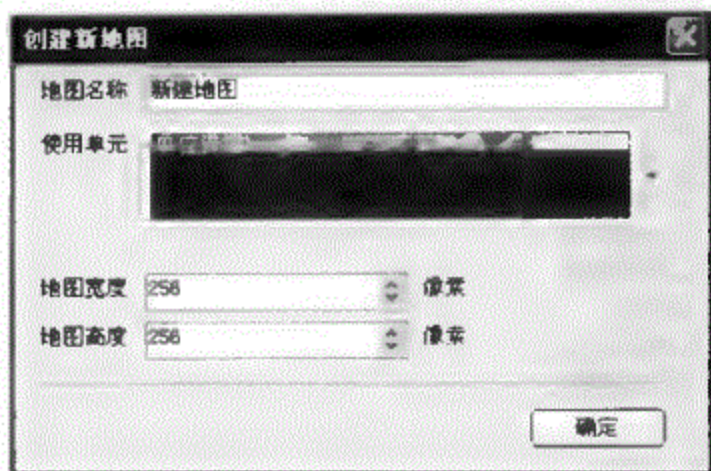 创建新地图
地图名称 新建地图
使用单元
地图宽度 256 像素
地图高度 256 像素
确定